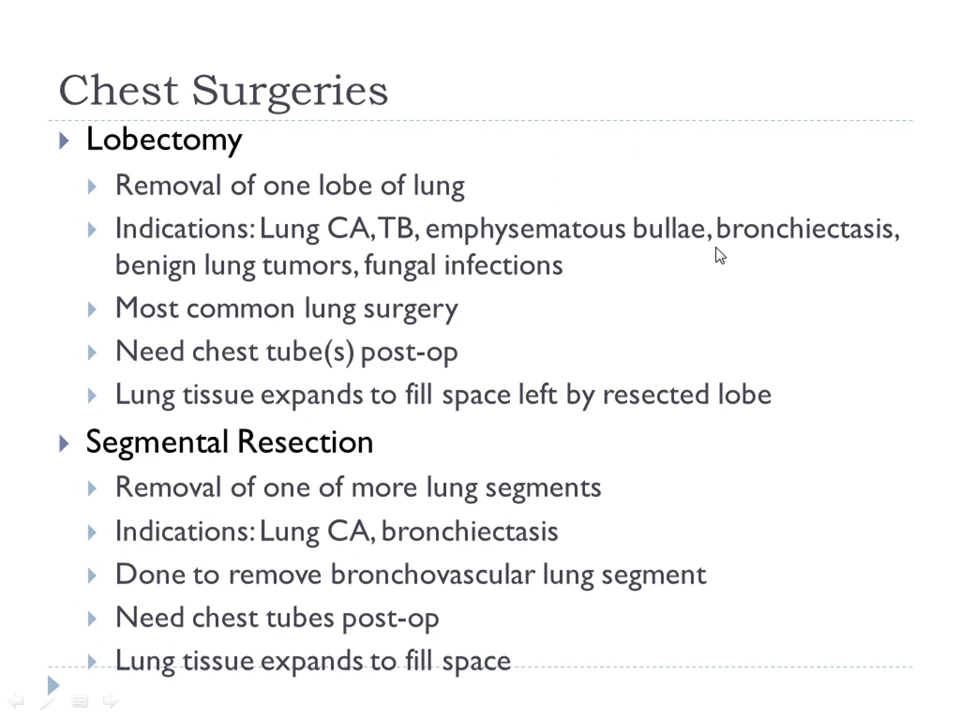 Chest Surgeries
Lobectomy
Removal of one lobe of lung
Indications: Lung CA, TB, emphysematous bullae, bronchiectasis,
benign lung tumors, fungal infections
Most common lung surgery
Need chest tube(s) post-op
Lung tissue expands to fill space left by resected lobe
Segmental Resection
Removal of one of more lung segments
Indications: Lung CA, bronchiectasis
Done to remove bronchovascular lung segment
Need chest tubes post-op
Lung tissue expands to fill space